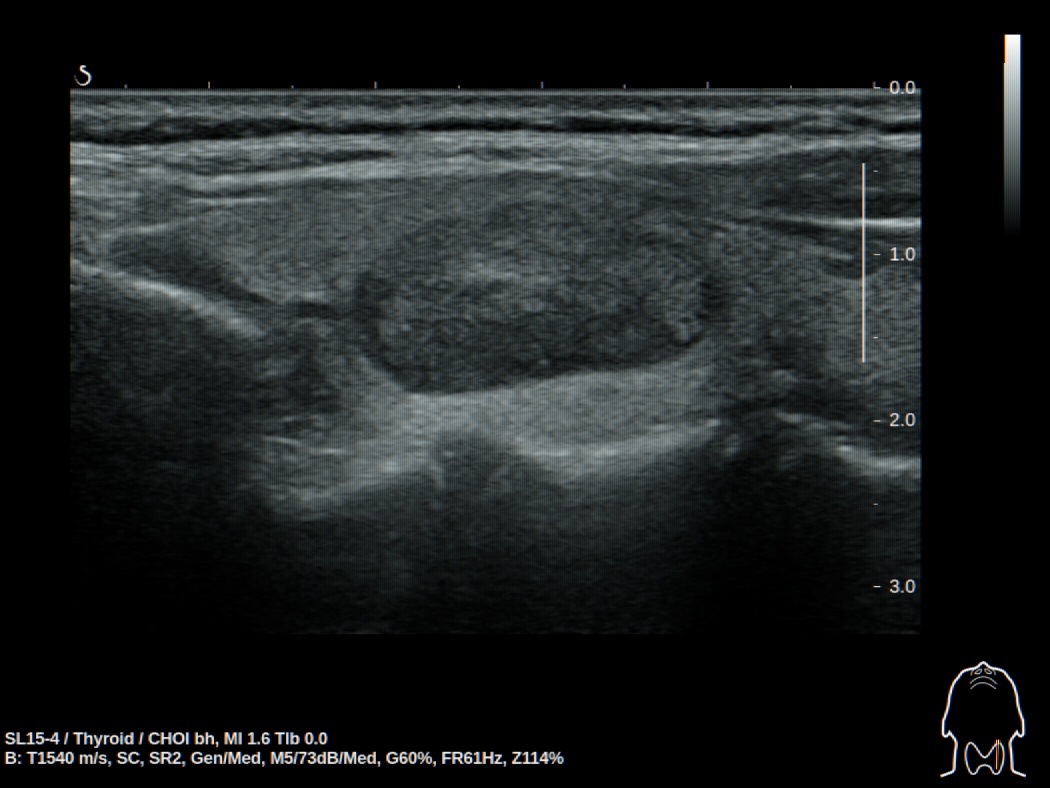 0.0
1.0
2.0
3.0
SL15-4 / Thyroid / CHOI bh, MI 1.6 TIb 0.0
B: T1540 m/s, SC, SR2, Gen/Med, M5/73dB/Med, G60%, FR61Hz, Z114%